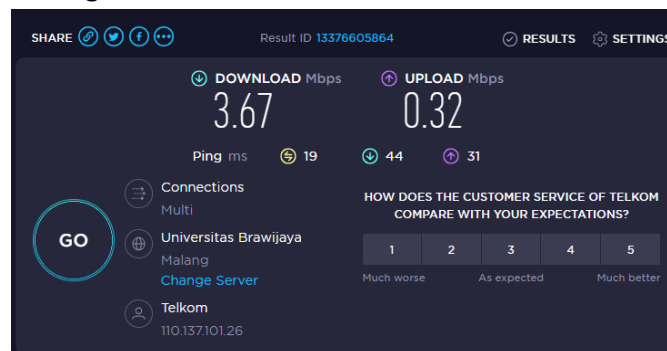 SHARE
Result ID 13376605864
RESULTS
SETTINGS
DOWNLOAD Mbps
UPLOAD Mbps
3.67
0.32
Ping ms 19 44 31
GO
Connections
Multi
Universitas Brawijaya
Malang
Change Server
Telkom
110.137.101.26
HOW DOES THE CUSTOMER SERVICE OF TELKOM
COMPARE WITH YOUR EXPECTATIONS?
1 2 3 4 5
Much worse As expected Much better